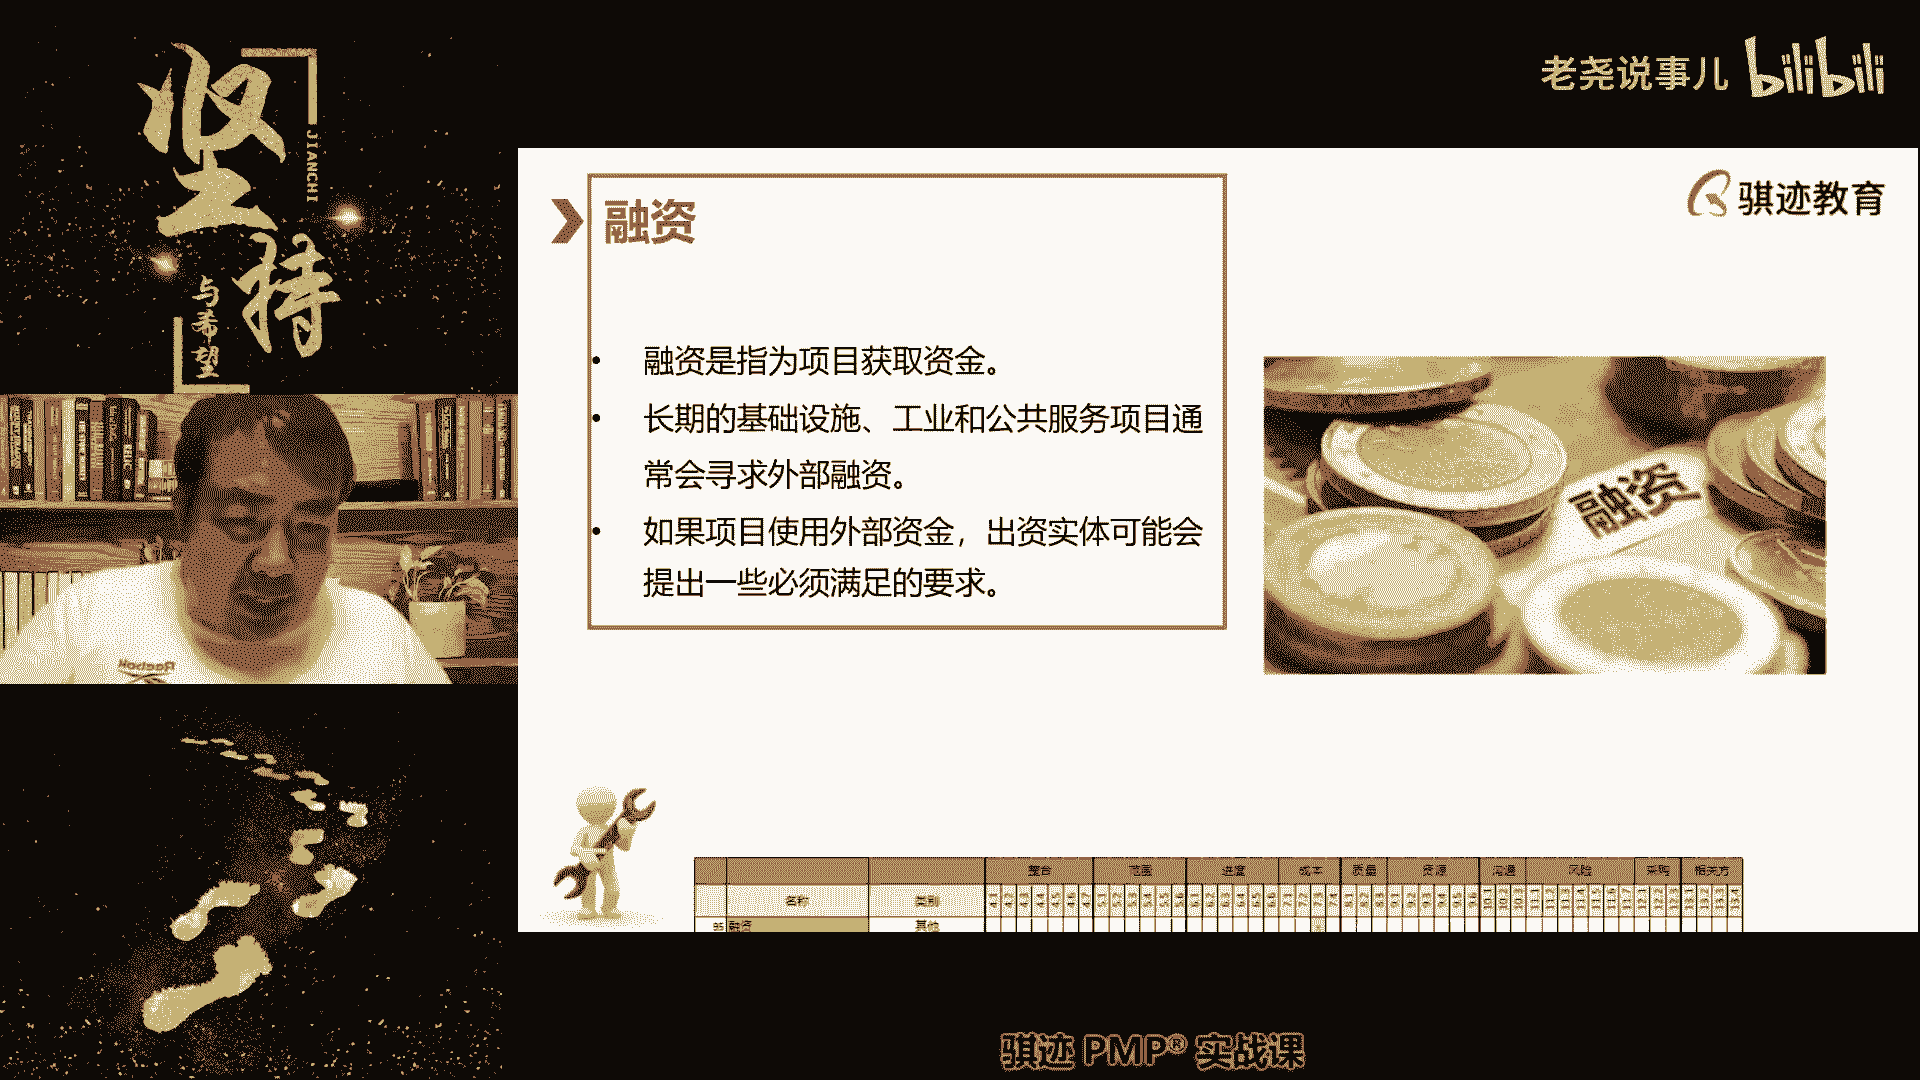 坚持
JIANCHI
与希望
老尧说事儿 bilibili
骐迹教育
融资
• 融资是指为项目获取资金。
• 长期的基础设施、工业和公共服务项目通
常会寻求外部融资。
• 如果项目使用外部资金，出资实体可能会
提出一些必须满足的要求。
融资
Reebok
整合 范围 进度 成本 质量 资源 沟通 风险 采购 相关方
名称 类别
95 融资 其他
骐迹 PMP® 实战课